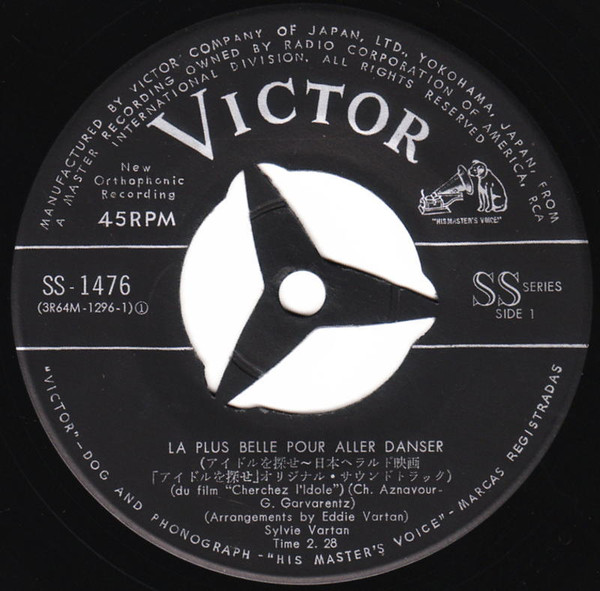 MANUFACTURED BY VICTOR COMPANY OF JAPAN, LTD., YOKOHAMA, JAPAN, FROM
A MASTER RECORDING OWNED BY RADIO CORPORATION OF AMERICA, RCA
INTERNATIONAL DIVISION. ALL RIGHTS RESERVED
VICTOR
New
Orthophonic
Recording
45RPM
"HIS MASTER'S VOICE"
SS-1476
(3R64M-1296-1)①
SS SERIES
SIDE 1
LA PLUS BELLE POUR ALLER DANSER
(アイドルを探せ~日本ヘラルド映画
「アイドルを探せ」オリジナル・サウンドトラック)
(du film "Cherchez l'Idole") (Ch. Aznavour-
G. Garvarentz)
(Arrangements by Eddie Vartan)
Sylvie Vartan
Time 2. 28
"VICTOR"-DOG AND PHONOGRAPH-"HIS MASTER'S VOICE"-MARCAS REGISTRADAS